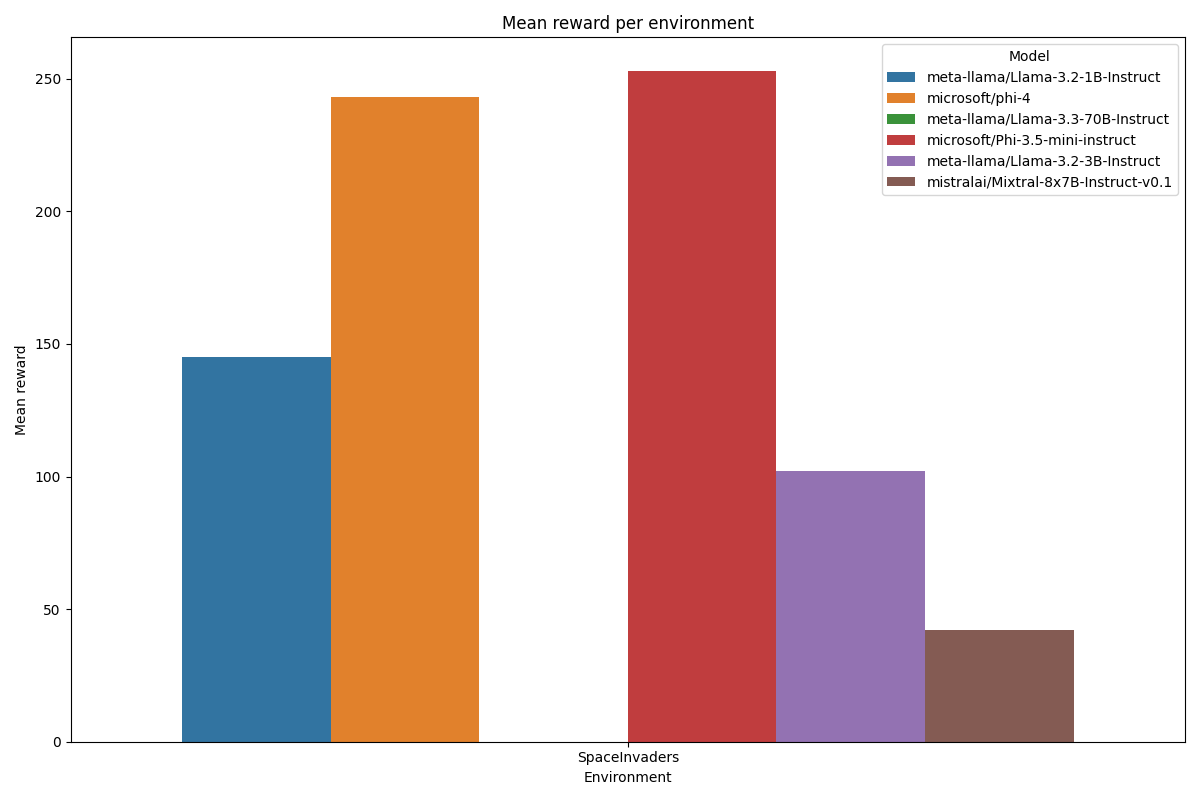 Mean reward per environment
Model
meta-llama/Llama-3.2-1B-Instruct
microsoft/phi-4
meta-llama/Llama-3.3-70B-Instruct
microsoft/Phi-3.5-mini-instruct
meta-llama/Llama-3.2-3B-Instruct
mistralai/Mixtral-8x7B-Instruct-v0.1
Mean reward
250
200
150
100
50
0
SpaceInvaders
Environment